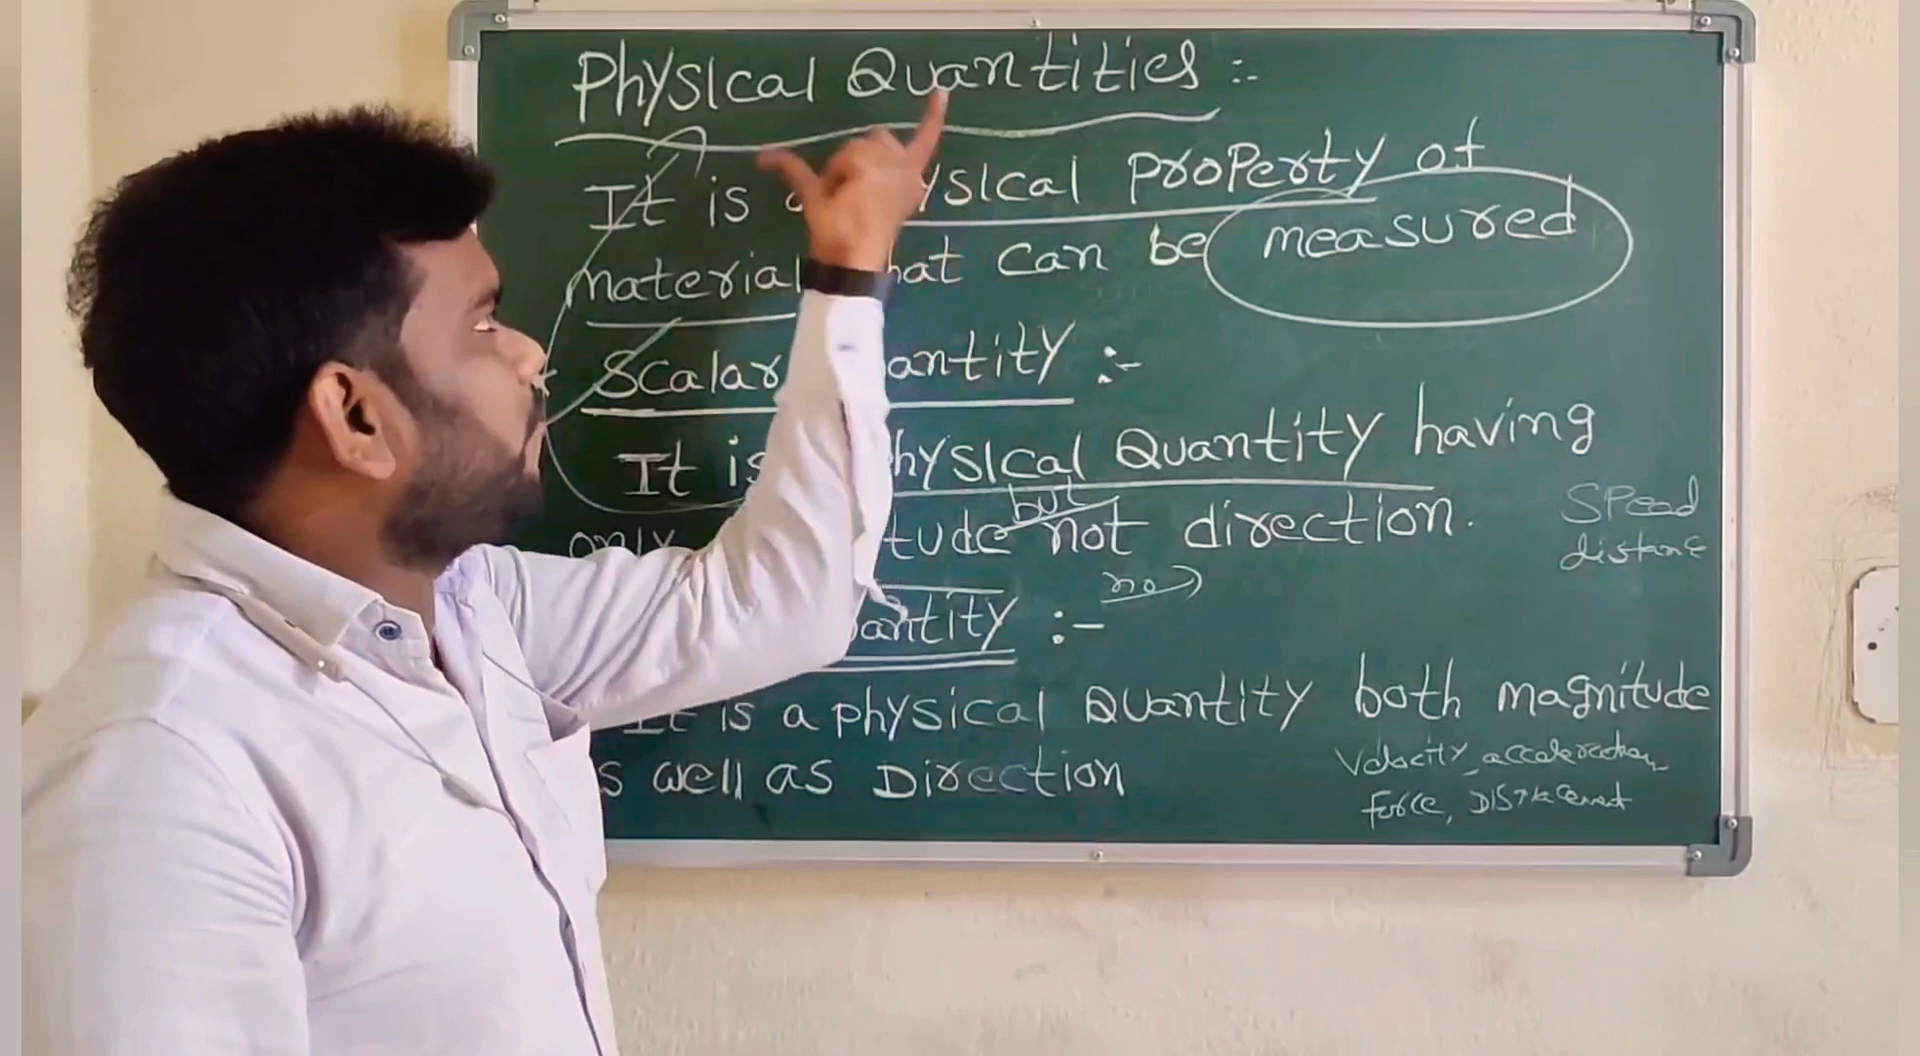 Physical Quantities :-
It is physical property of
material that can be measured
Scalar Quantity :-
It is physical Quantity having
but
only magnitude not direction.
no
Speed
distance
Quantity :-
It is a physical Quantity both magnitude
as well as Direction
Velocity, acceleration,
force, Displacement